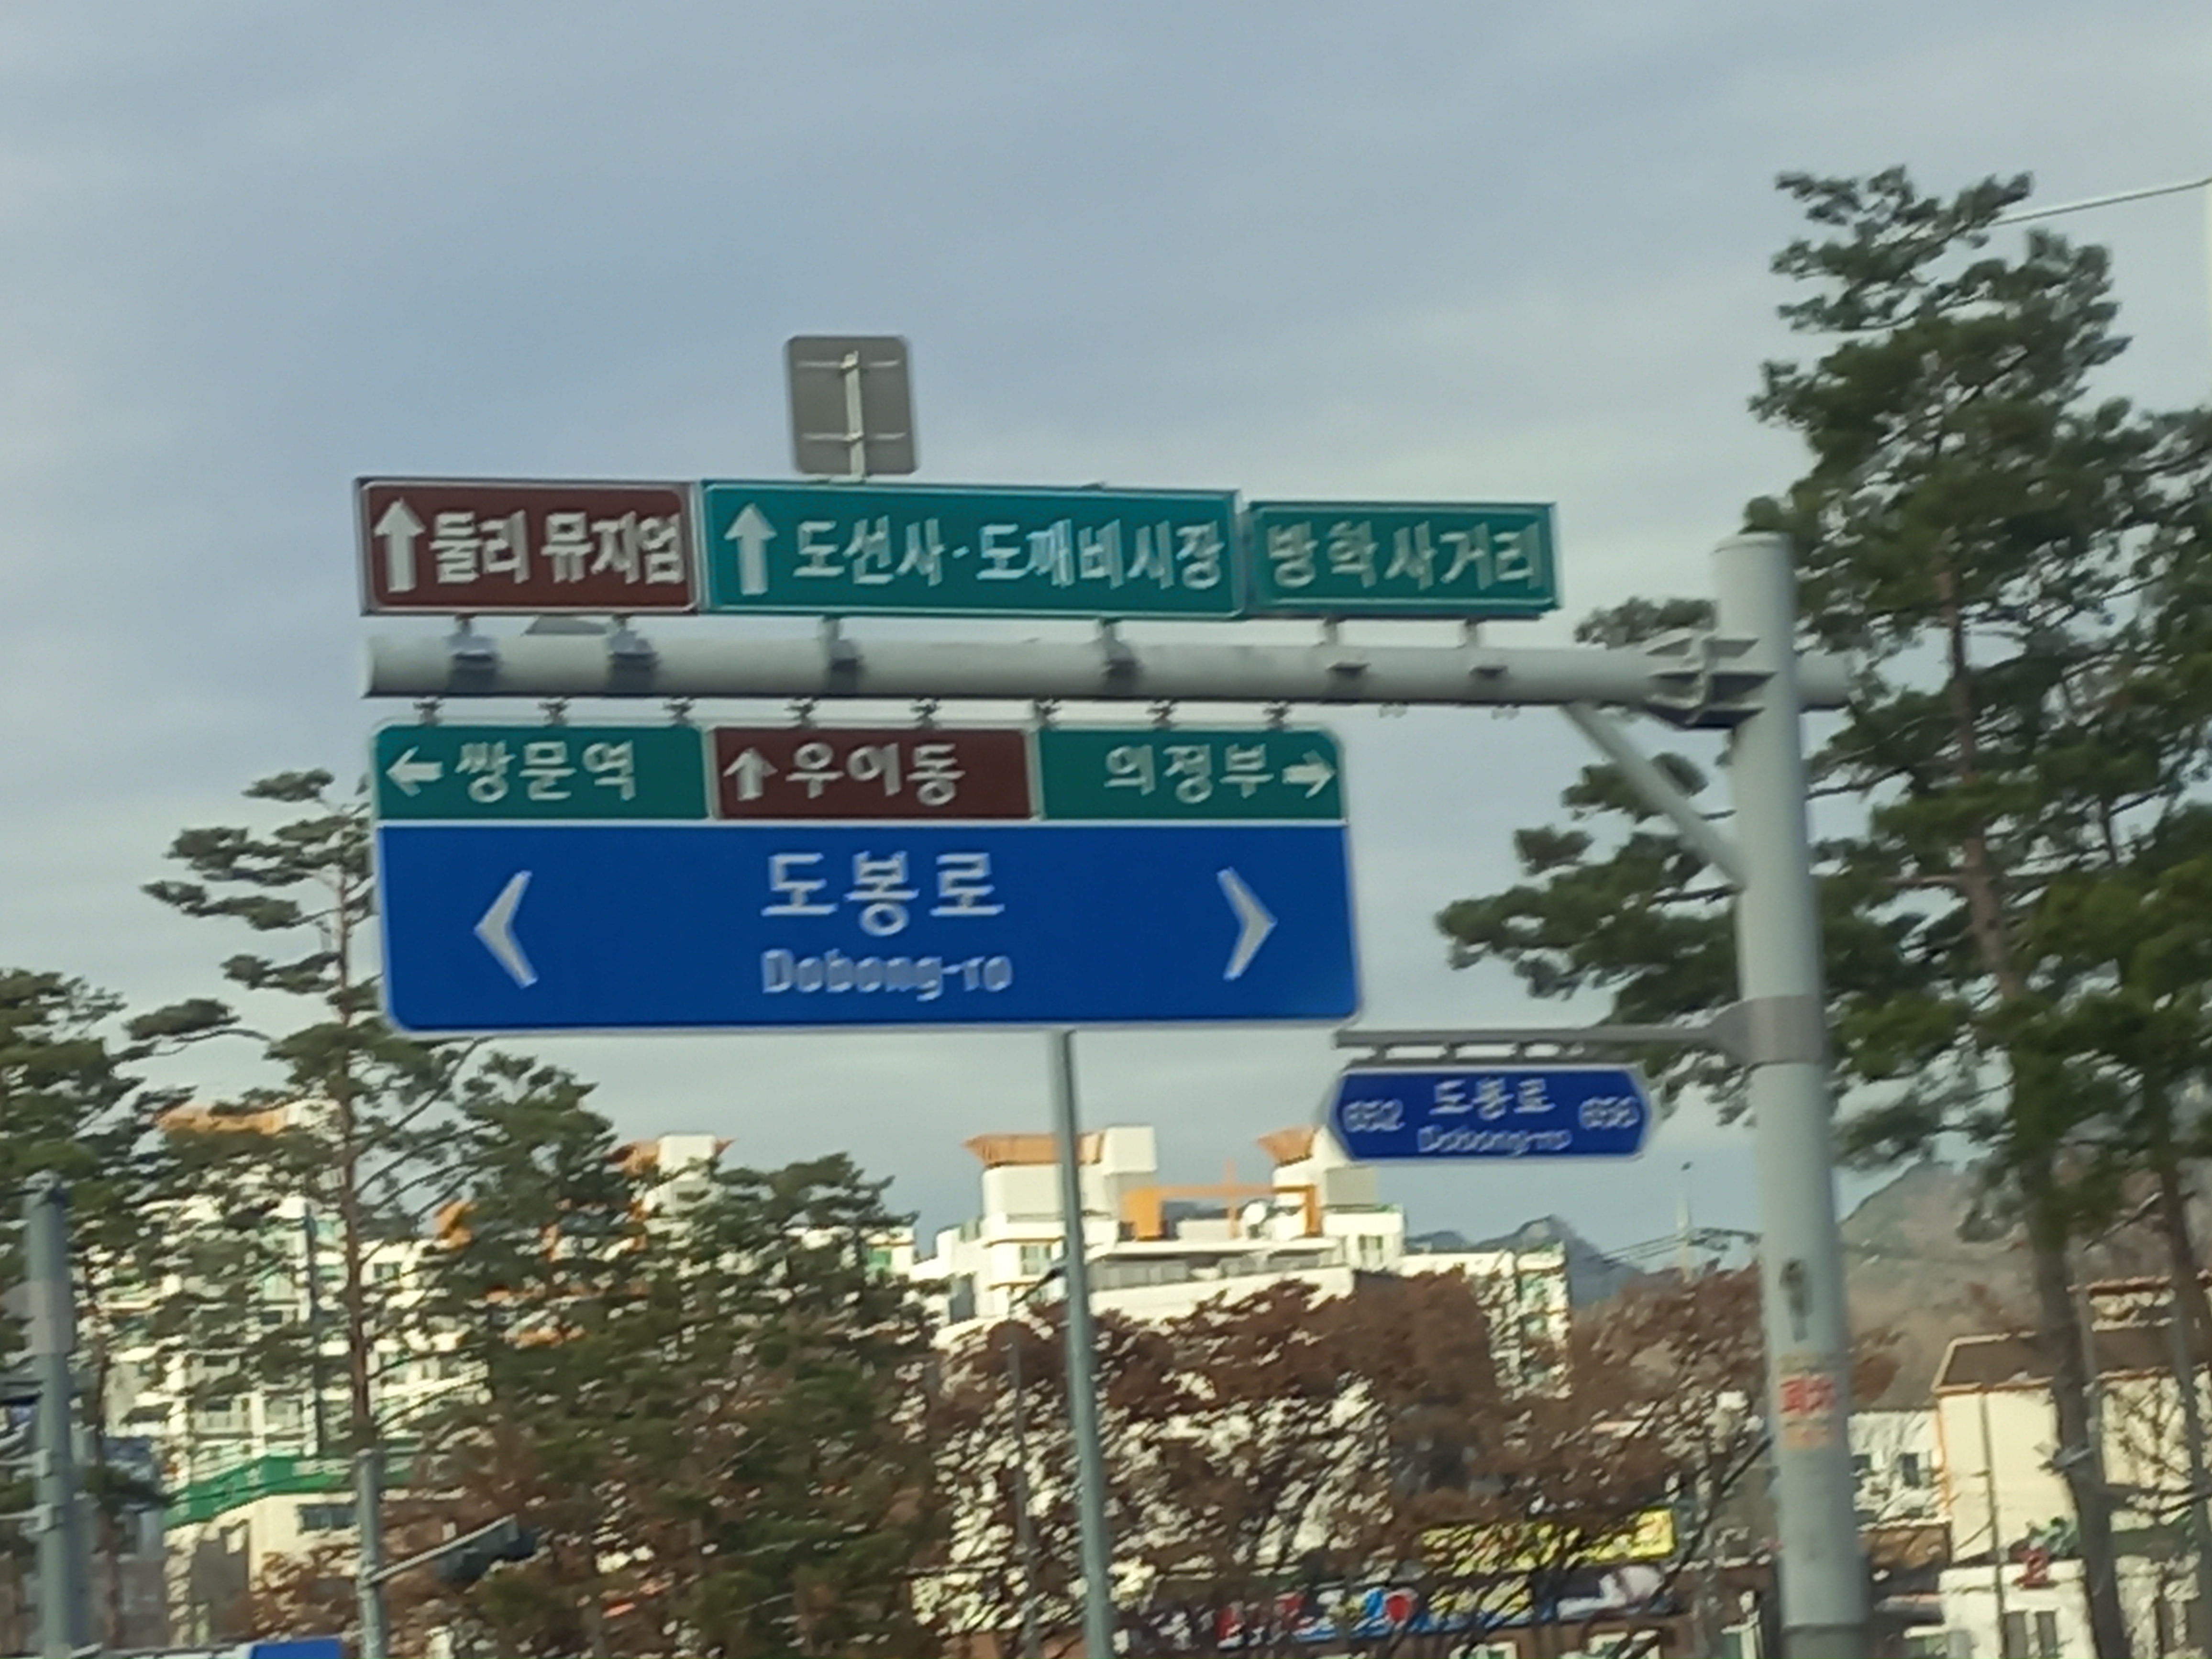 둘리 뮤지엄
도선사·도깨비시장
방학사거리
쌍문역
우이동
의정부
도봉로
Dobong-ro
652 도봉로
Dobong-ro